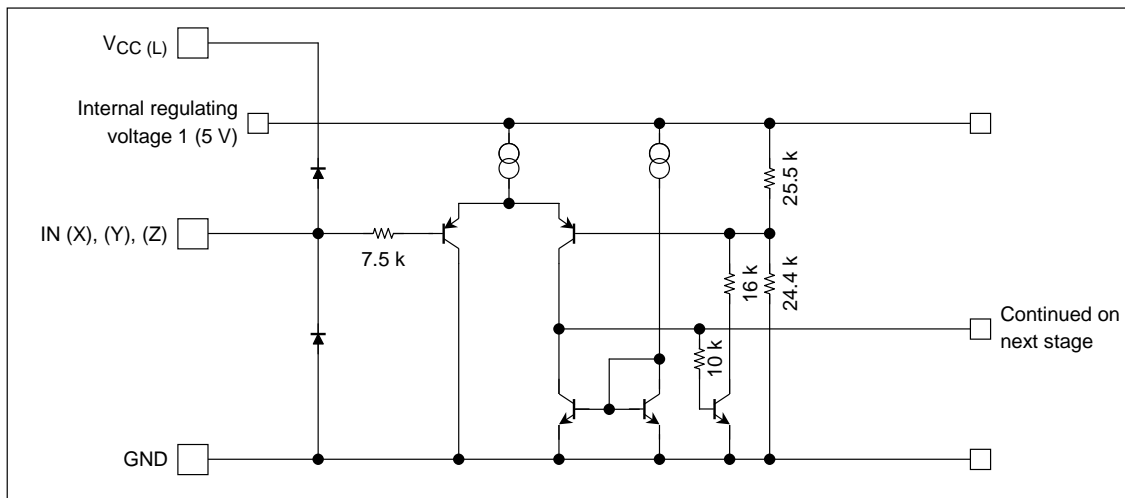 VCC (L)
Internal regulating
voltage 1 (5 V)
25.5 k
IN (X), (Y), (Z)
7.5 k
16 k
24.4 k
Continued on
next stage
10 k
GND